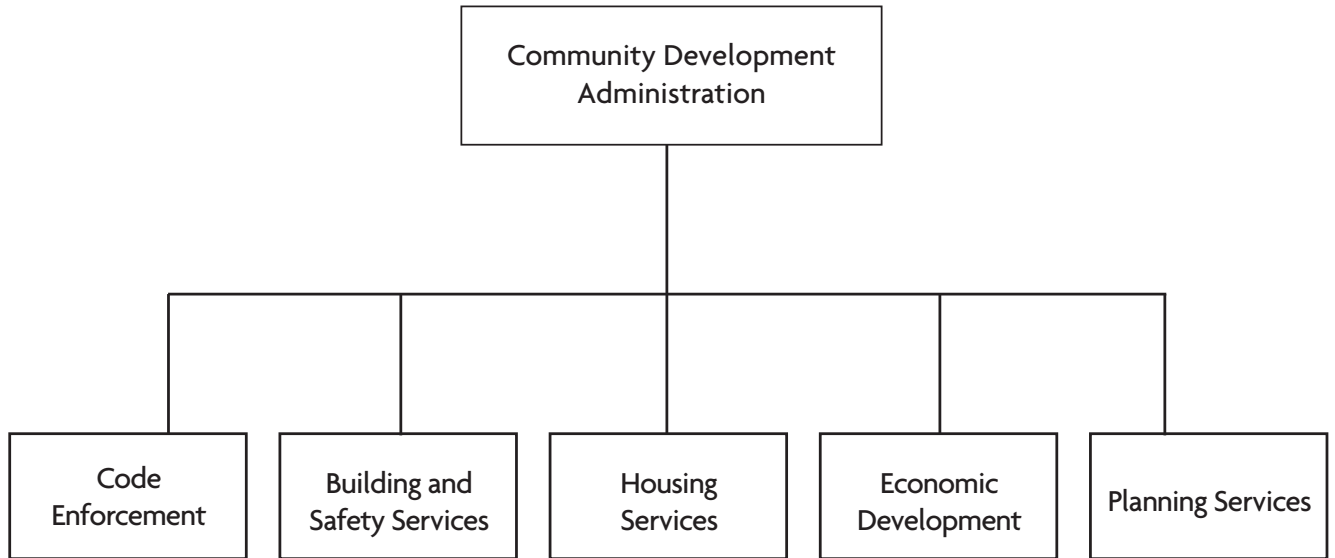 Community Development
Administration
Code
Enforcement
Building and
Safety Services
Housing
Services
Economic
Development
Planning Services